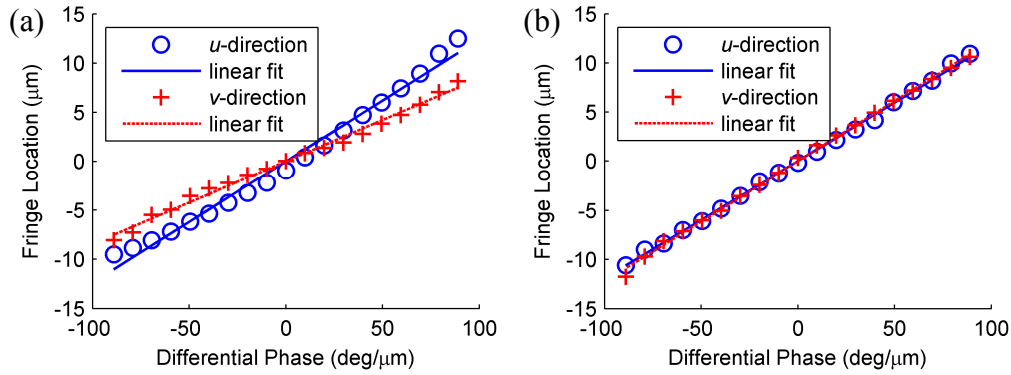 (a)
Fringe Location (μm)
15
10
5
0
-5
-10
15
-100
-50
0
50
100
Differential Phase (deg/μm)
u-direction
linear fit
v-direction
linear fit
(b)
Fringe Location (μm)
15
10
5
0
-5
-10
15
-100
-50
0
50
100
Differential Phase (deg/μm)
u-direction
linear fit
v-direction
linear fit